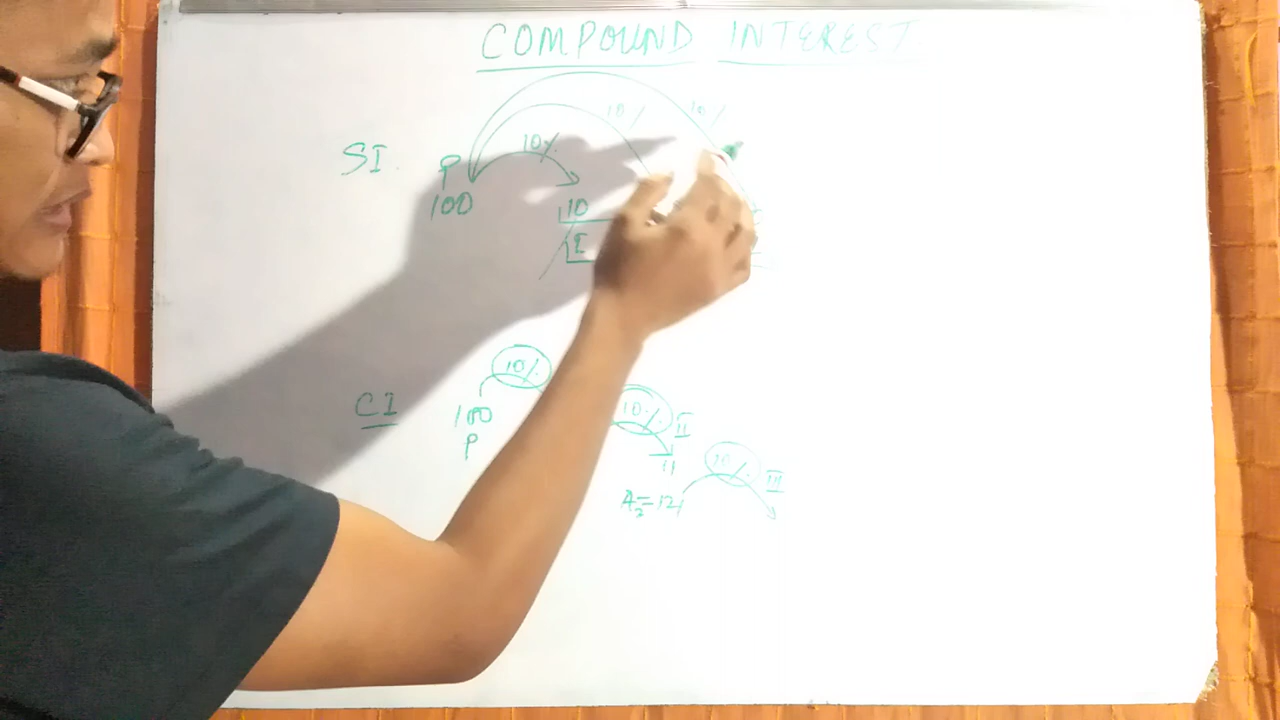 COMPOUND INTEREST
10% 10%
10%
SI. P
100
10
I
10%
CI 100 10% II
P
11 10% III
A2=121